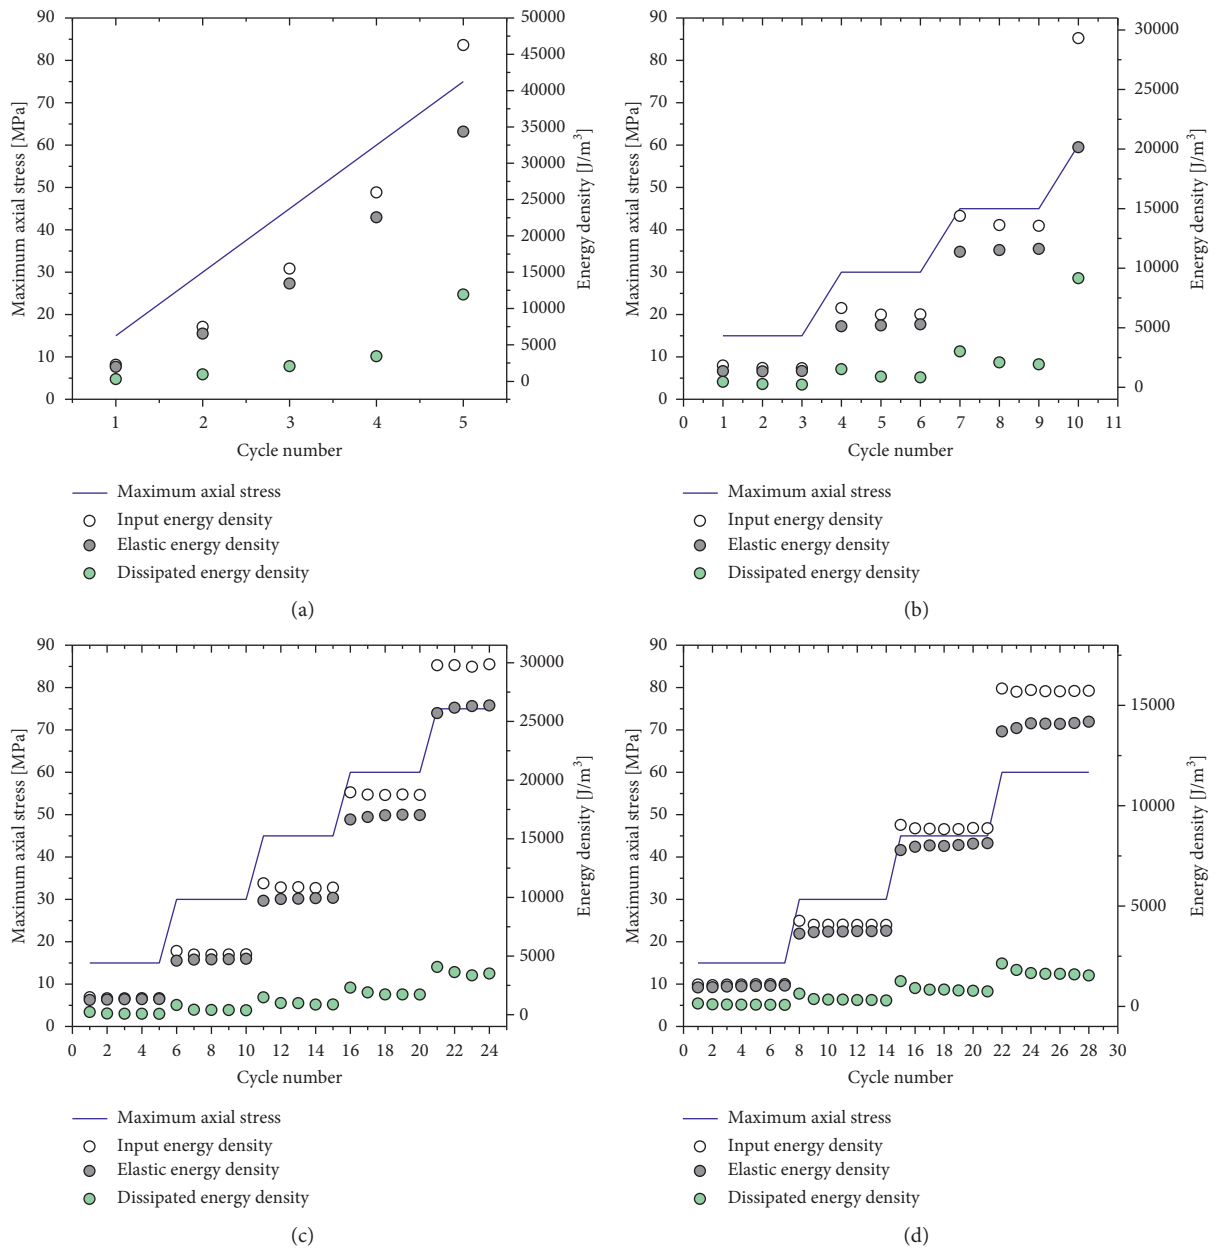 90
80
70
60
50
40
30
20
10
0
Maximum axial stress [MPa]
50000
45000
40000
35000
30000
25000
20000
15000
10000
5000
0
Energy density [J/m³]
1 2 3 4 5
Cycle number
Maximum axial stress
Input energy density
Elastic energy density
Dissipated energy density
(a)
90
80
70
60
50
40
30
20
10
0
Maximum axial stress [MPa]
30000
25000
20000
15000
10000
5000
0
Energy density [J/m³]
0 1 2 3 4 5 6 7 8 9 10 11
Cycle number
Maximum axial stress
Input energy density
Elastic energy density
Dissipated energy density
(b)
90
80
70
60
50
40
30
20
10
0
Maximum axial stress [MPa]
30000
25000
20000
15000
10000
5000
0
Energy density [J/m³]
0 2 4 6 8 10 12 14 16 18 20 22 24
Cycle number
Maximum axial stress
Input energy density
Elastic energy density
Dissipated energy density
(c)
90
80
70
60
50
40
30
20
10
0
Maximum axial stress [MPa]
15000
10000
5000
0
Energy density [J/m³]
0 2 4 6 8 10 12 14 16 18 20 22 24 26 28 30
Cycle number
Maximum axial stress
Input energy density
Elastic energy density
Dissipated energy density
(d)